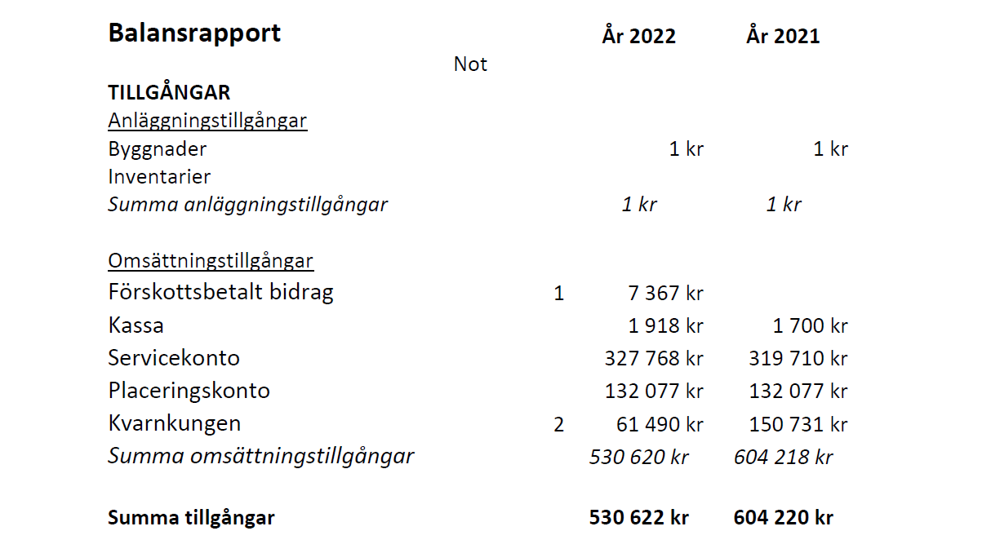 Balansrapport År 2022 År 2021
Not
TILLGÅNGAR
Anläggningstillgångar
Byggnader 1 kr 1 kr
Inventarier
Summa anläggningstillgångar 1 kr 1 kr
Omsättningstillgångar
Förskottsbetalt bidrag 1 7 367 kr
Kassa 1 918 kr 1 700 kr
Servicekonto 327 768 kr 319 710 kr
Placeringskonto 132 077 kr 132 077 kr
Kvarnkungen 2 61 490 kr 150 731 kr
Summa omsättningstillgångar 530 620 kr 604 218 kr
Summa tillgångar 530 622 kr 604 220 kr